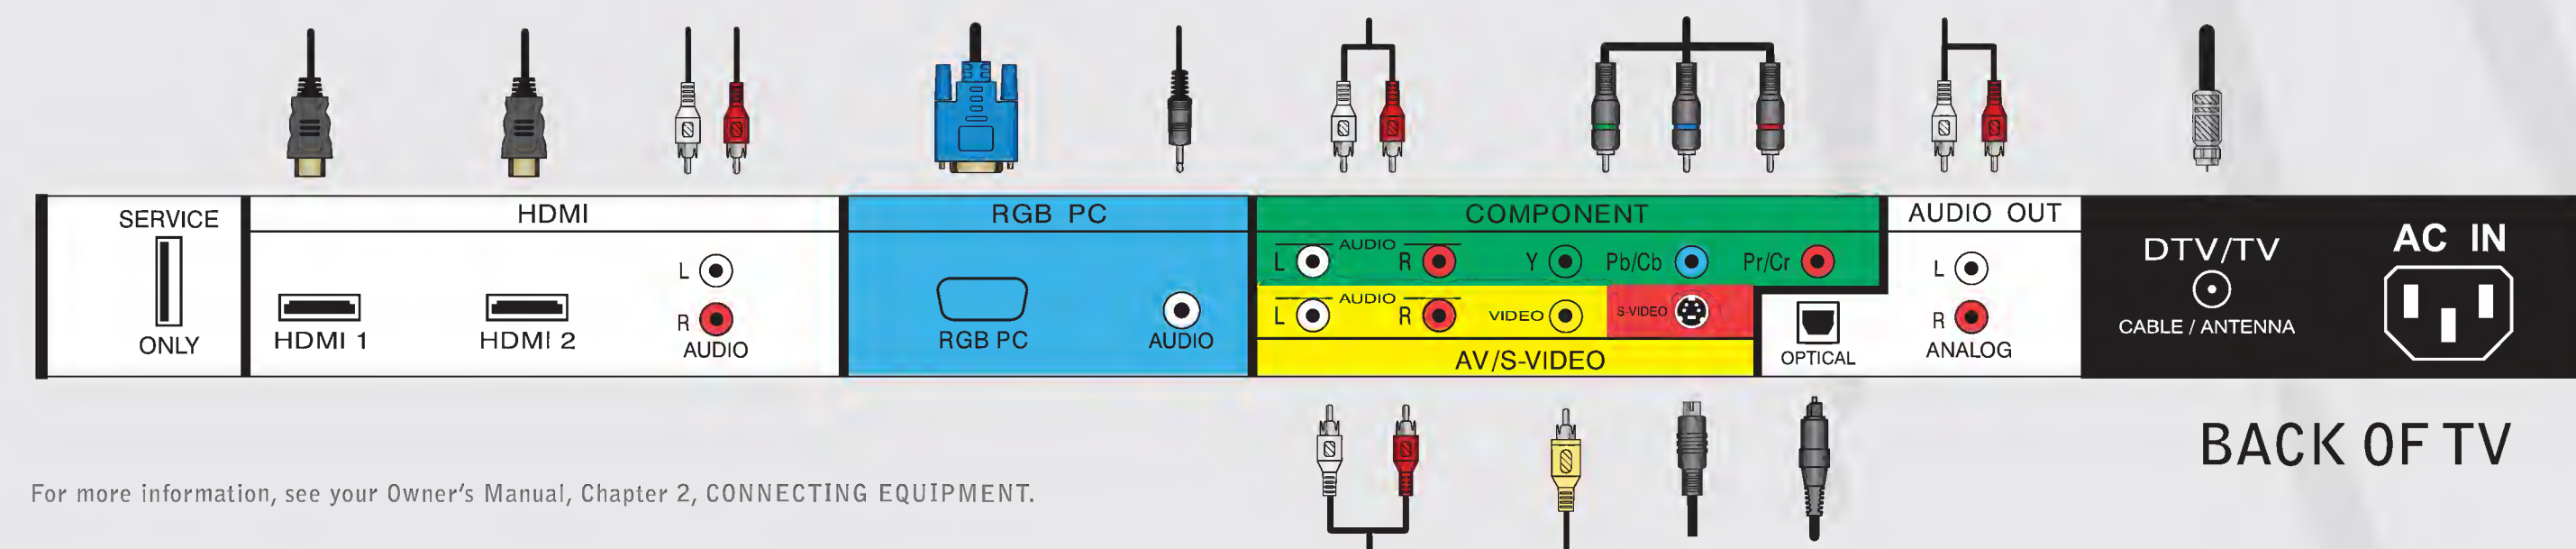 SERVICE
ONLY
HDMI
HDMI 1
HDMI 2
L
R
AUDIO
RGB PC
RGB PC
AUDIO
COMPONENT
L AUDIO R Y Pb/Cb Pr/Cr
L AUDIO R VIDEO S-VIDEO
AV/S-VIDEO
OPTICAL
AUDIO OUT
L
R
ANALOG
DTV/TV
CABLE / ANTENNA
AC IN
BACK OF TV
For more information, see your Owner's Manual, Chapter 2, CONNECTING EQUIPMENT.